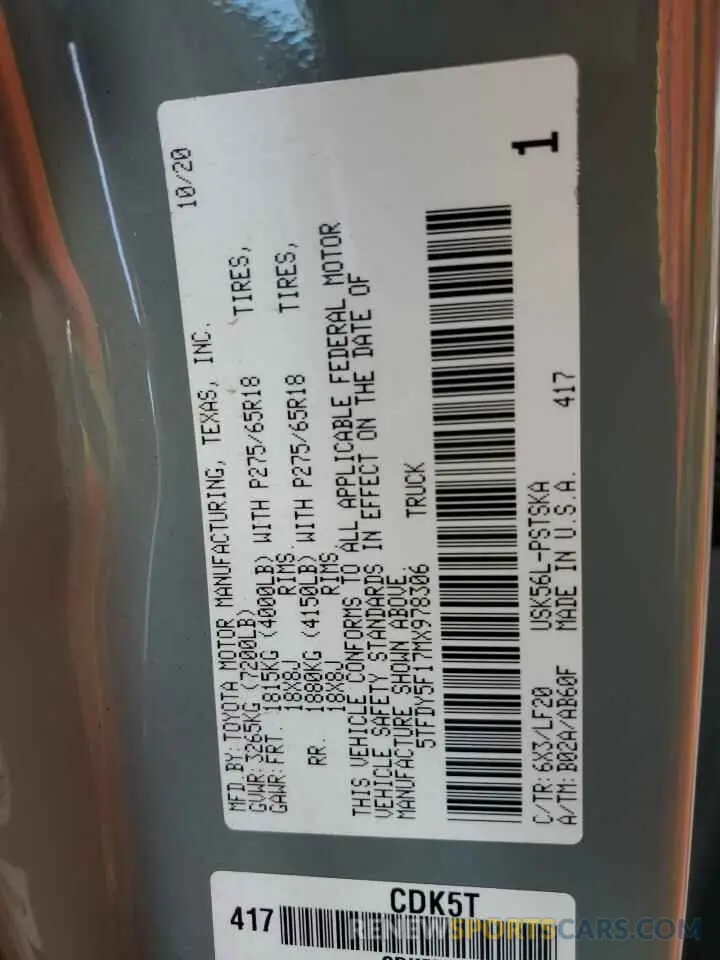 MFD BY: TOYOTA MOTOR MANUFACTURING, TEXAS, INC. 10/20
GVWR: 3265KG (7200LB)
GAWR: FRT. 1815KG (4000LB) WITH P275/65R18 TIRES,
18X8J RIMS.
RR. 1880KG (4150LB) WITH P275/65R18 TIRES,
18X8J RIMS.
THIS VEHICLE CONFORMS TO ALL APPLICABLE FEDERAL MOTOR
VEHICLE SAFETY STANDARDS IN EFFECT ON THE DATE OF
MANUFACTURE SHOWN ABOVE.
5TFDY5F17MX978306 TRUCK
1
C/TR: 6X3/LF20 USK56L-PSTSKA 417
A/TM: B02A/AB60F MADE IN U.S.A.
CDK5T
417
RENEWSPORTSCARS.COM